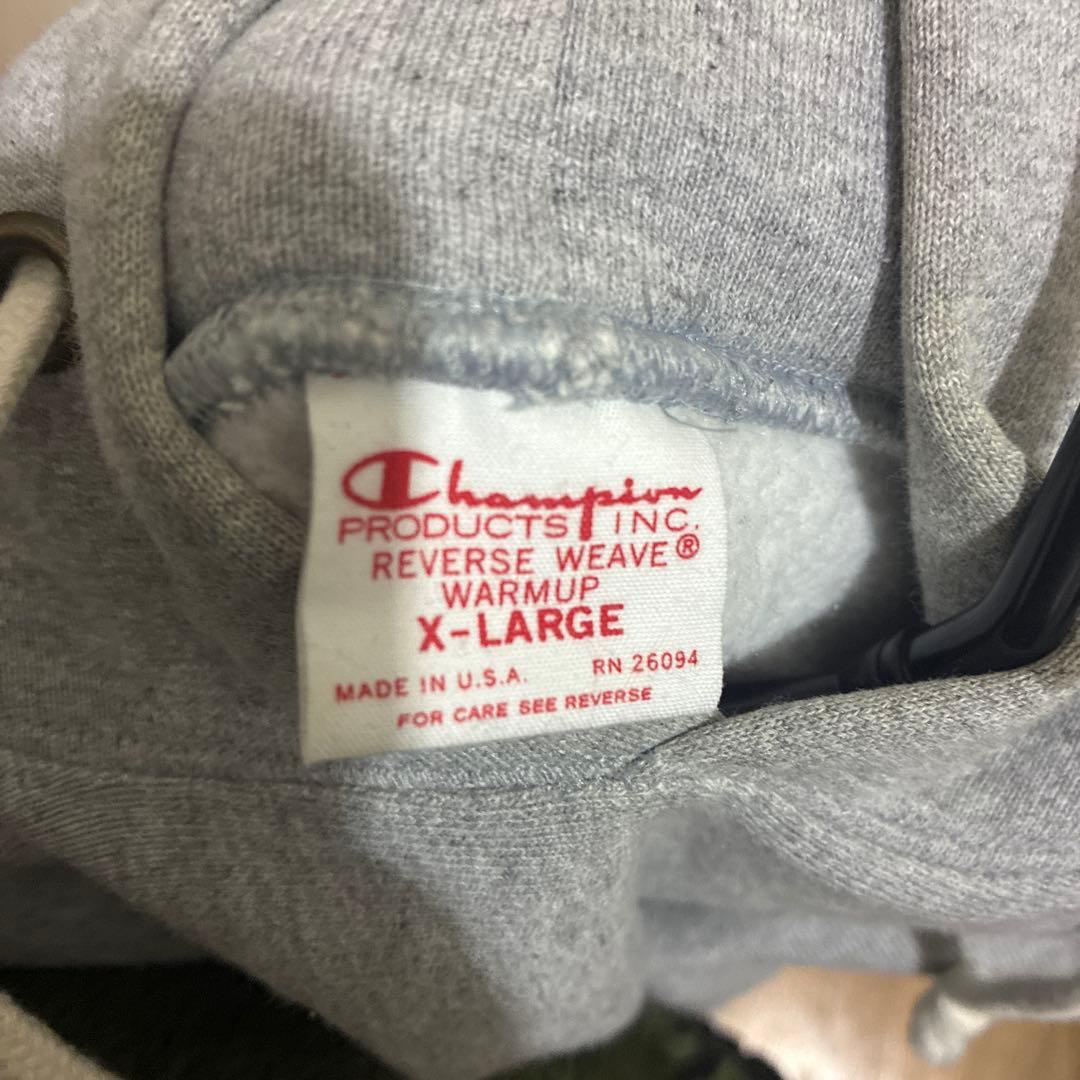 Champion
PRODUCTS INC.
REVERSE WEAVE®
WARMUP
X-LARGE
MADE IN U.S.A. RN 26094
FOR CARE SEE REVERSE